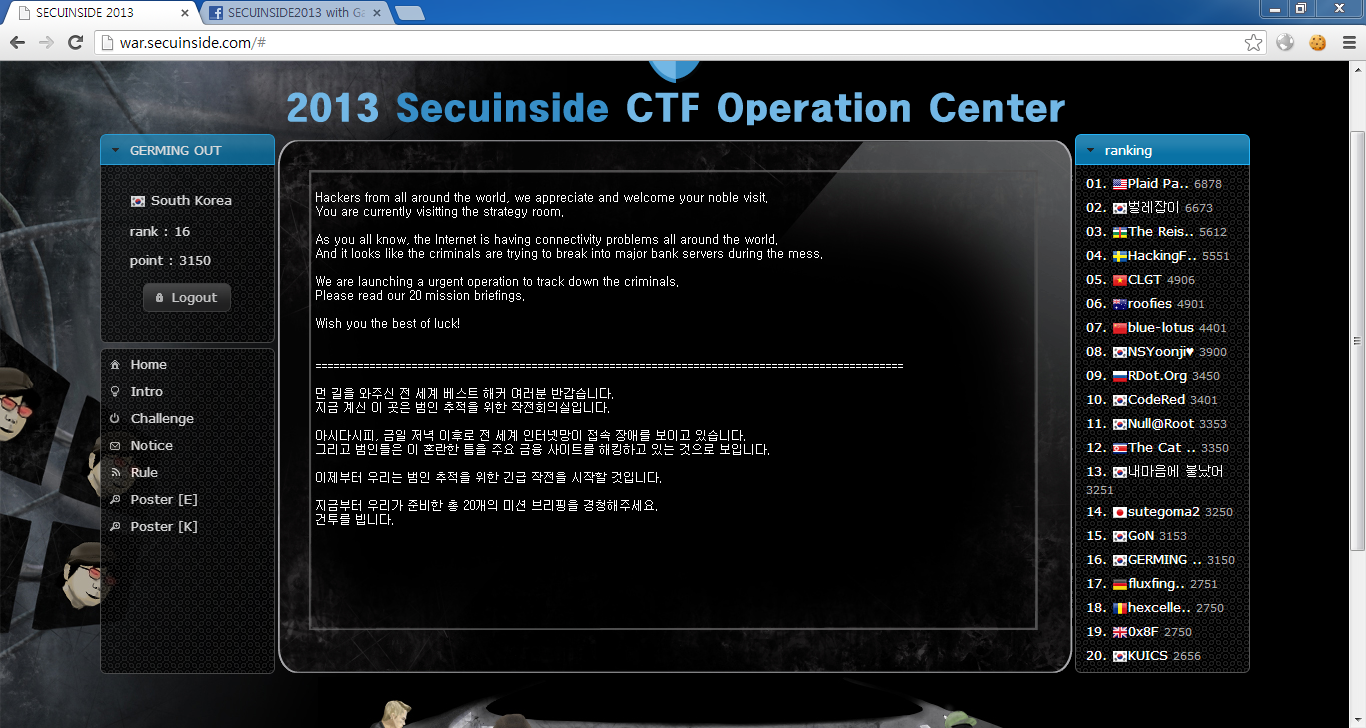 SECUINSIDE 2013
SECUINSIDE2013 with Ga
war.secuinside.com/#
2013 Secuinside CTF Operation Center
GERMING OUT
South Korea
rank : 16
point : 3150
Logout
Home
Intro
Challenge
Notice
Rule
Poster [E]
Poster [K]
Hackers from all around the world, we appreciate and welcome your noble visit.
You are currently visitting the strategy room.
As you all know, the Internet is having connectivity problems all around the world.
And it looks like the criminals are trying to break into major bank servers during the mess.
We are launching a urgent operation to track down the criminals.
Please read our 20 mission briefings.
Wish you the best of luck!
==================================================================================================
먼 길을 와주신 전 세계 베스트 해커 여러분 반갑습니다.
지금 계신 이 곳은 범인 추적을 위한 작전회의실입니다.
아시다시피, 금일 저녁 이후로 전 세계 인터넷망이 접속 장애를 보이고 있습니다.
그리고 범인들은 이 혼란한 틈을 주요 금융 사이트를 해킹하고 있는 것으로 보입니다.
이제부터 우리는 범인 추적을 위한 긴급 작전을 시작할 것입니다.
지금부터 우리가 준비한 총 20개의 미션 브리핑을 경청해주세요.
건투를 빕니다.
ranking
01. Plaid Pa.. 6878
02. 벌레잡이 6673
03. The Reis.. 5612
04. HackingF.. 5551
05. CLGT 4906
06. roofies 4901
07. blue-lotus 4401
08. NSYoonji♥ 3900
09. RDot.Org 3450
10. CodeRed 3401
11. Null@Root 3353
12. The Cat .. 3350
13. 내마음에 불났어
3251
14. sutegoma2 3250
15. GoN 3153
16. GERMING .. 3150
17. fluxfing.. 2751
18. hexcelle.. 2750
19. 0x8F 2750
20. KUICS 2656